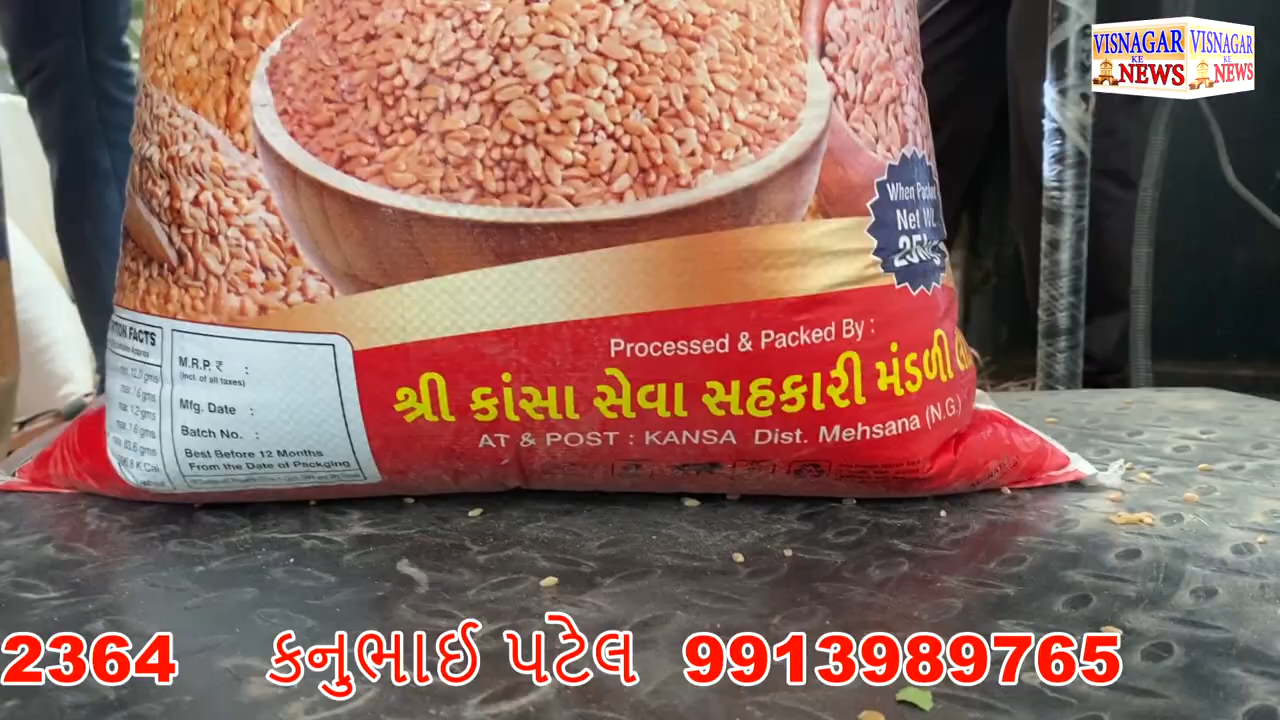 VISNAGAR
KE
NEWS
VISNAGAR
KE
NEWS
When
Net Wt.
25kg
FACTS
M.R.P. ₹ :
(Incl. of all taxes)
Mfg. Date :
Batch No. :
Best Before 12 Months
From the Date of Packging
Processed & Packed By :
શ્રી કાંસા સેવા સહકારી મંડળી
AT & POST : KANSA Dist. Mehsana (N.G.)
2364 કનુભાઈ પટેલ 9913989765